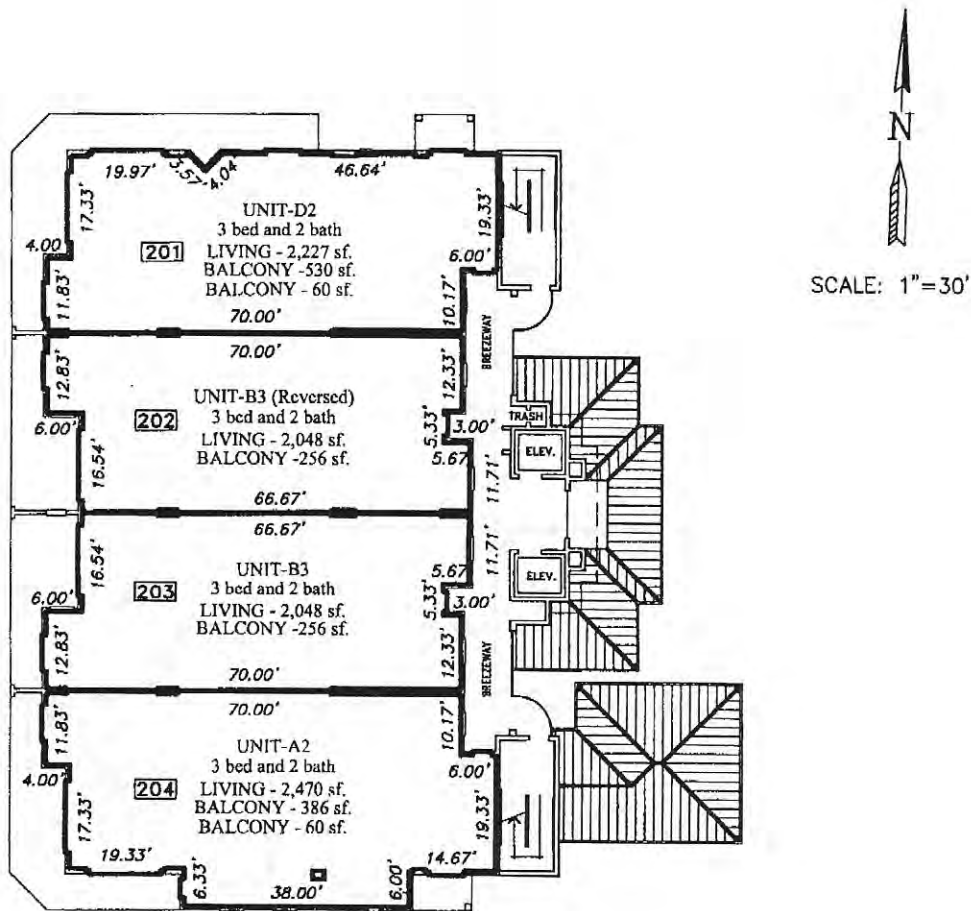 N
SCALE: 1"=30'
19.97'
3.57'
4.04
46.64'
17.33'
19.33'
UNIT-D2
3 bed and 2 bath
201
LIVING - 2,227 sf.
BALCONY -530 sf.
BALCONY - 60 sf.
4.00'
6.00'
11.83'
10.17'
70.00'
BREEZEWAY
70.00'
12.83'
12.33'
UNIT-B3 (Reversed)
3 bed and 2 bath
202
LIVING - 2,048 sf.
BALCONY -256 sf.
6.00'
5.33'
3.00'
TRASH
ELEV.
5.67
16.54'
11.71'
66.67'
66.67'
16.54'
11.71'
5.67
ELEV.
UNIT-B3
3 bed and 2 bath
203
LIVING - 2,048 sf.
BALCONY -256 sf.
6.00'
5.33'
3.00'
12.83'
12.33'
70.00'
BREEZEWAY
70.00'
11.83'
10.17'
UNIT-A2
3 bed and 2 bath
204
LIVING - 2,470 sf.
BALCONY - 386 sf.
BALCONY - 60 sf.
4.00'
6.00'
17.33'
19.33'
19.33'
14.67'
6.33'
6.00'
38.00'